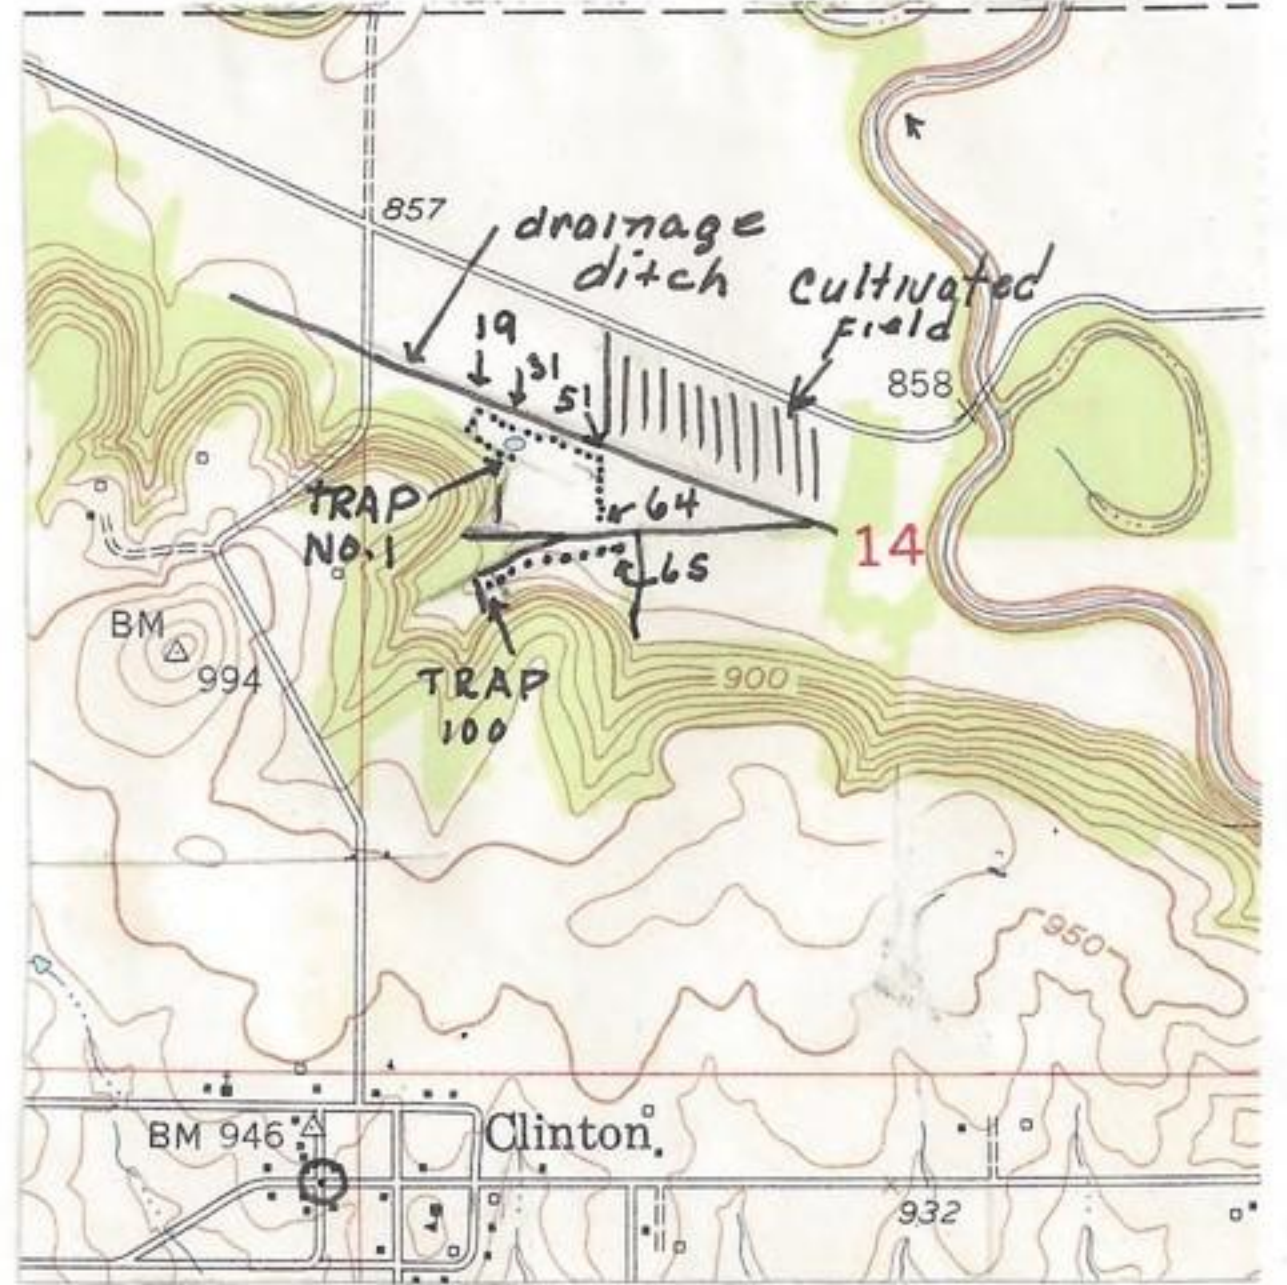 857
drainage
ditch
Cultivated
Field
19
31
51
858
TRAP
No.1
64
14
65
BM
994
TRAP
100
900
950
Clinton
BM 946
932